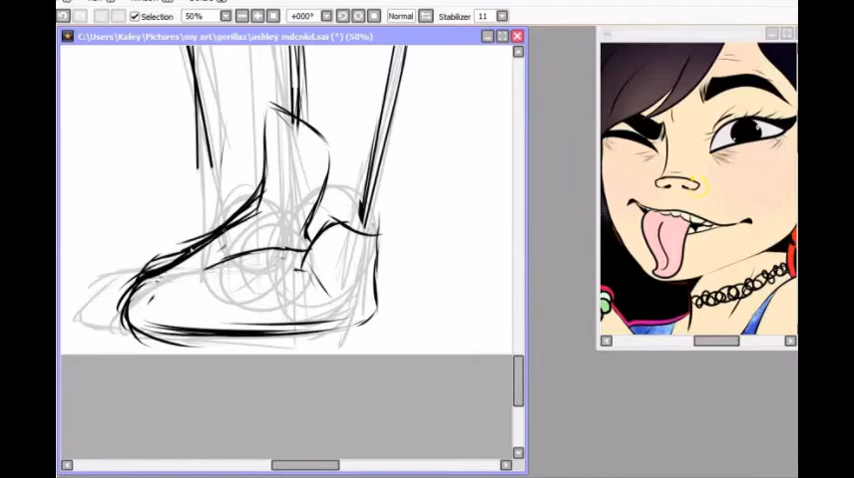 Selection 50% +000° Normal Stabilizer 11
C:\Users\Kaley\Pictures\my art\gorillaz\ashley mdcnkd.sai (*) (50%)